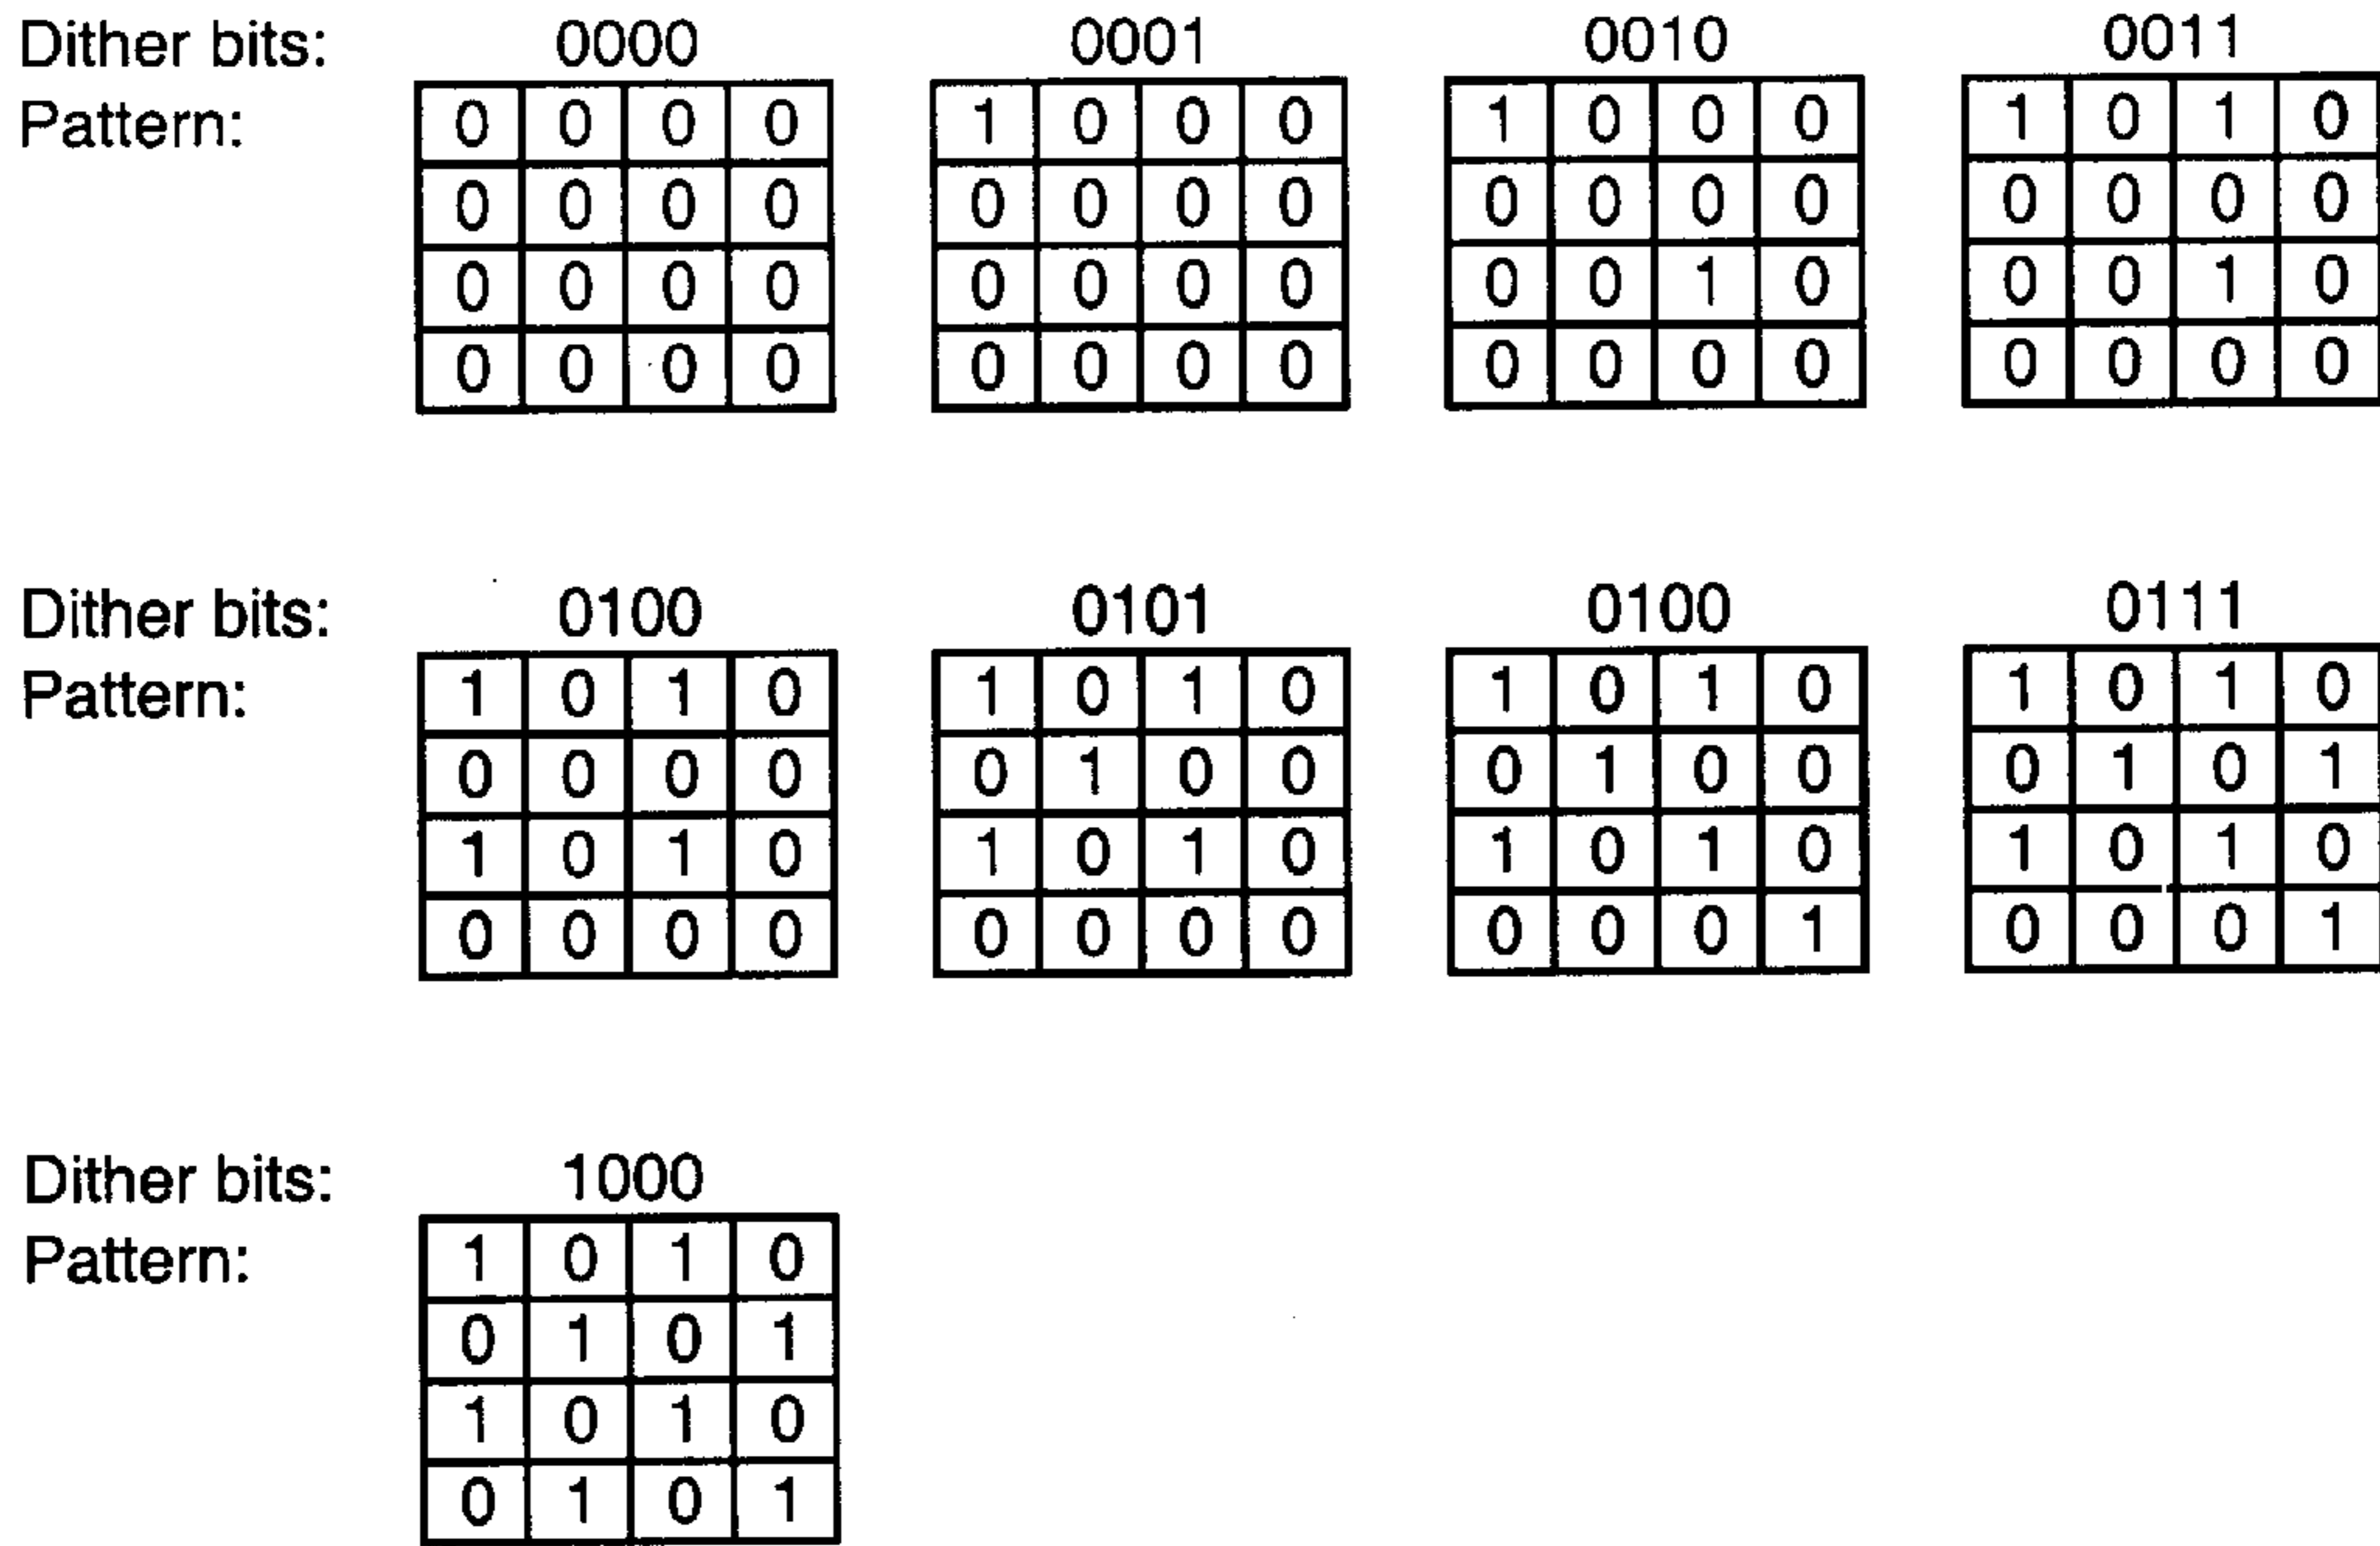 Dither bits: 0000 0001 0010 0011
Pattern:
0 0 0 0 1 0 0 0 1 0 0 0 1 0 1 0
0 0 0 0 0 0 0 0 0 0 0 0 0 0 0 0
0 0 0 0 0 0 0 0 0 0 1 0 0 0 1 0
0 0 0 0 0 0 0 0 0 0 0 0 0 0 0 0
Dither bits: 0100 0101 0100 0111
Pattern:
1 0 1 0 1 0 1 0 1 0 1 0 1 0 1 0
0 0 0 0 0 1 0 0 0 1 0 0 0 1 0 1
1 0 1 0 1 0 1 0 1 0 1 0 1 0 1 0
0 0 0 0 0 0 0 0 0 0 0 1 0 0 0 1
Dither bits: 1000
Pattern:
1 0 1 0
0 1 0 1
1 0 1 0
0 1 0 1